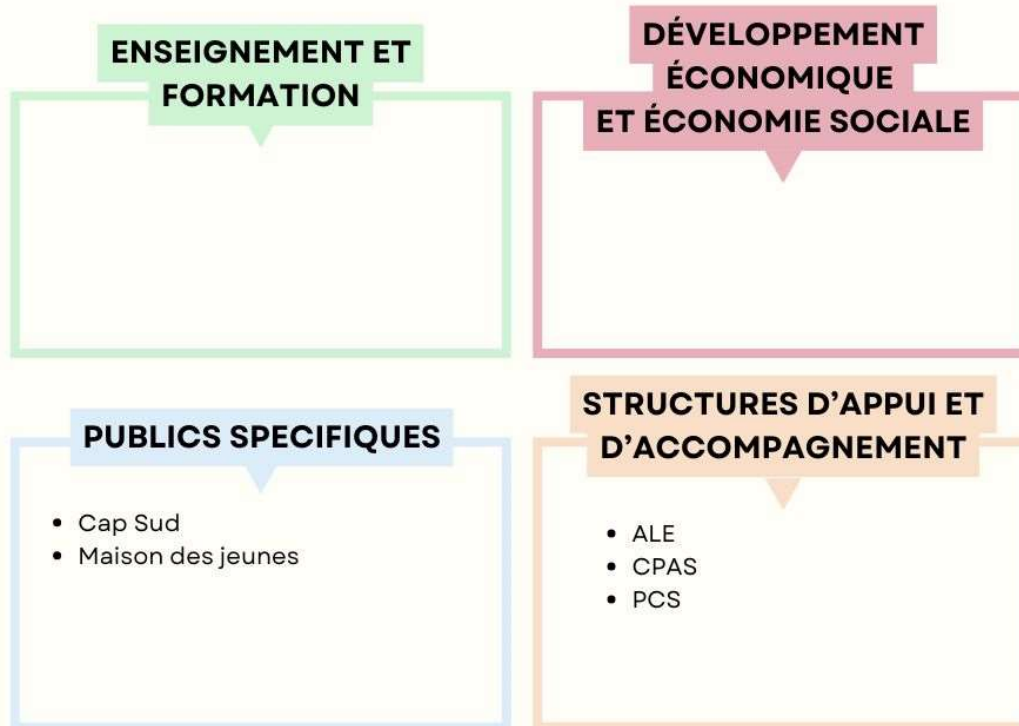 ENSEIGNEMENT ET
FORMATION
DÉVELOPPEMENT
ÉCONOMIQUE
ET ÉCONOMIE SOCIALE
PUBLICS SPECIFIQUES
• Cap Sud
• Maison des jeunes
STRUCTURES D’APPUI ET
D’ACCOMPAGNEMENT
• ALE
• CPAS
• PCS